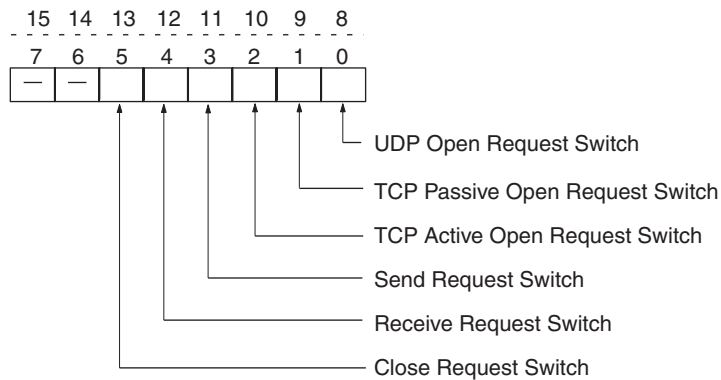 15 14 13 12 11 10 9 8
7 6 5 4 3 2 1 0
— —
UDP Open Request Switch
TCP Passive Open Request Switch
TCP Active Open Request Switch
Send Request Switch
Receive Request Switch
Close Request Switch